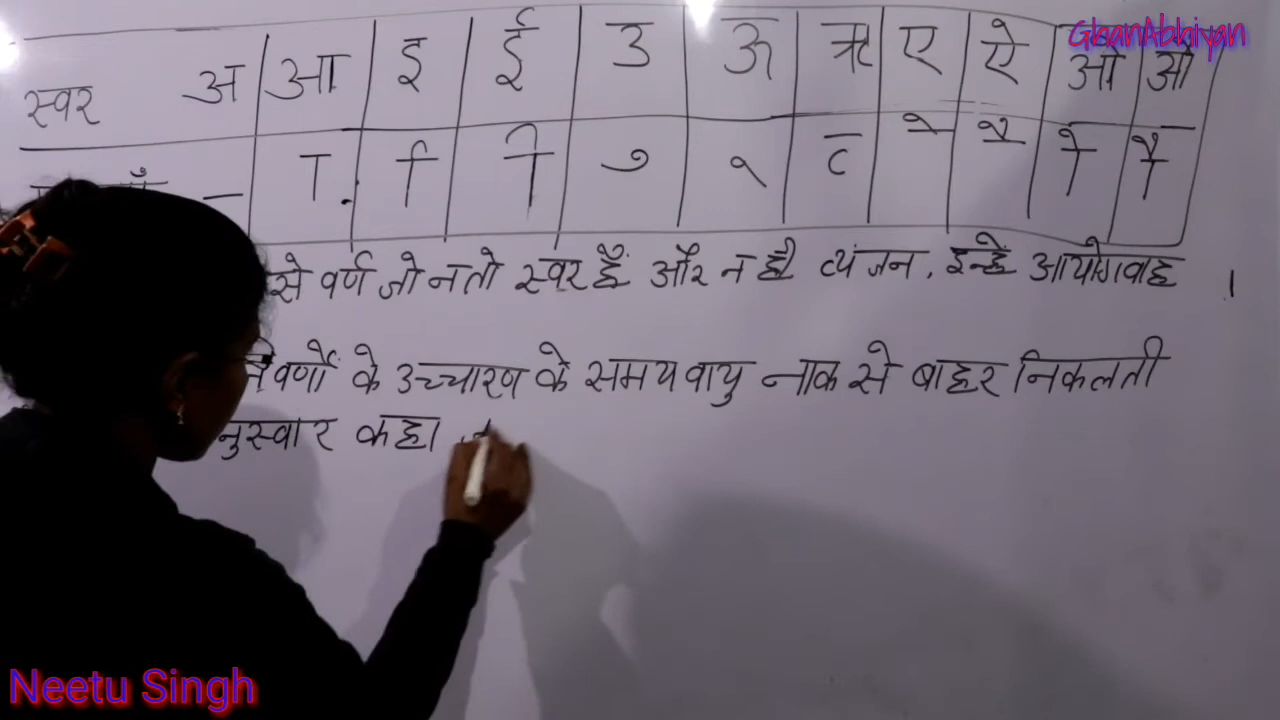 GhanAbhiyan
स्वर अ आ इ ई उ ऊ ऋ ए ऐ ओ औ
– ा ि ी ु ू ृ े ै ो ौ
से वर्ण जो न तो स्वर हैं और न ही व्यंजन, इन्हें आयोगवाह ।
वर्णों के उच्चारण के समय वायु नाक से बाहर निकलती
नुस्वार कहा
Neetu Singh